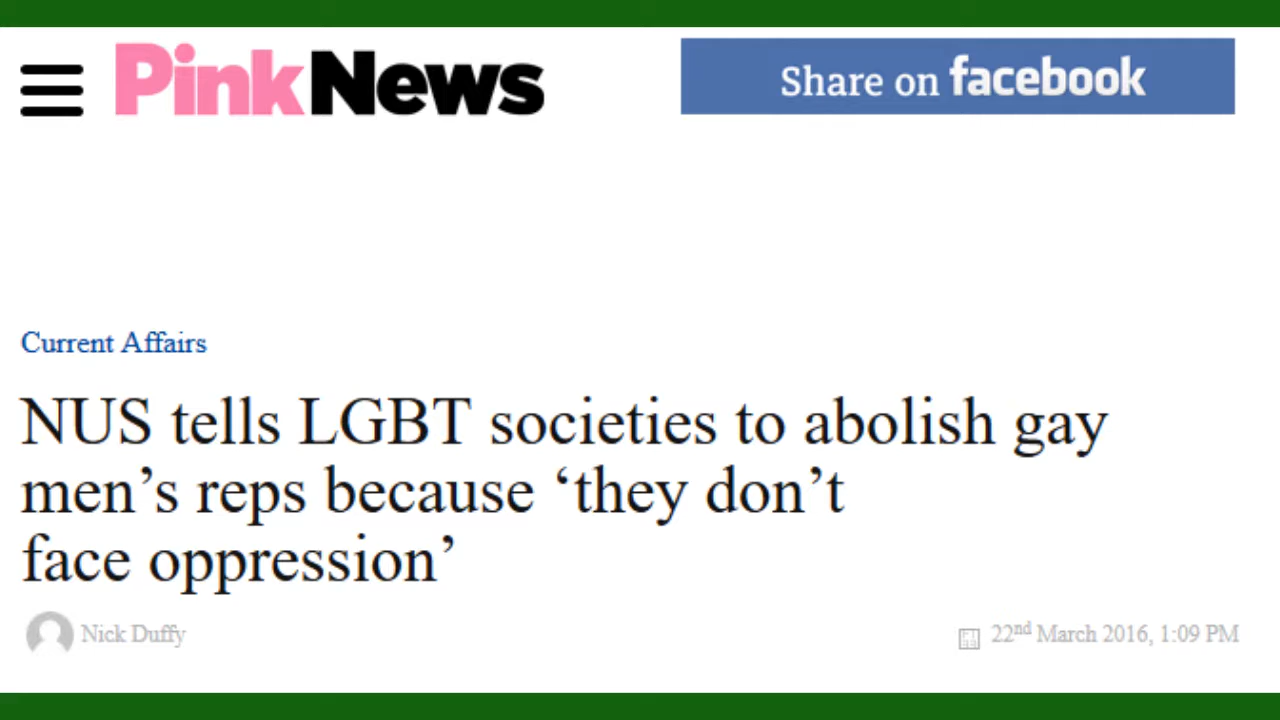 PinkNews
Share on facebook
Current Affairs
NUS tells LGBT societies to abolish gay
men’s reps because ‘they don’t
face oppression’
Nick Duffy
22nd March 2016, 1:09 PM